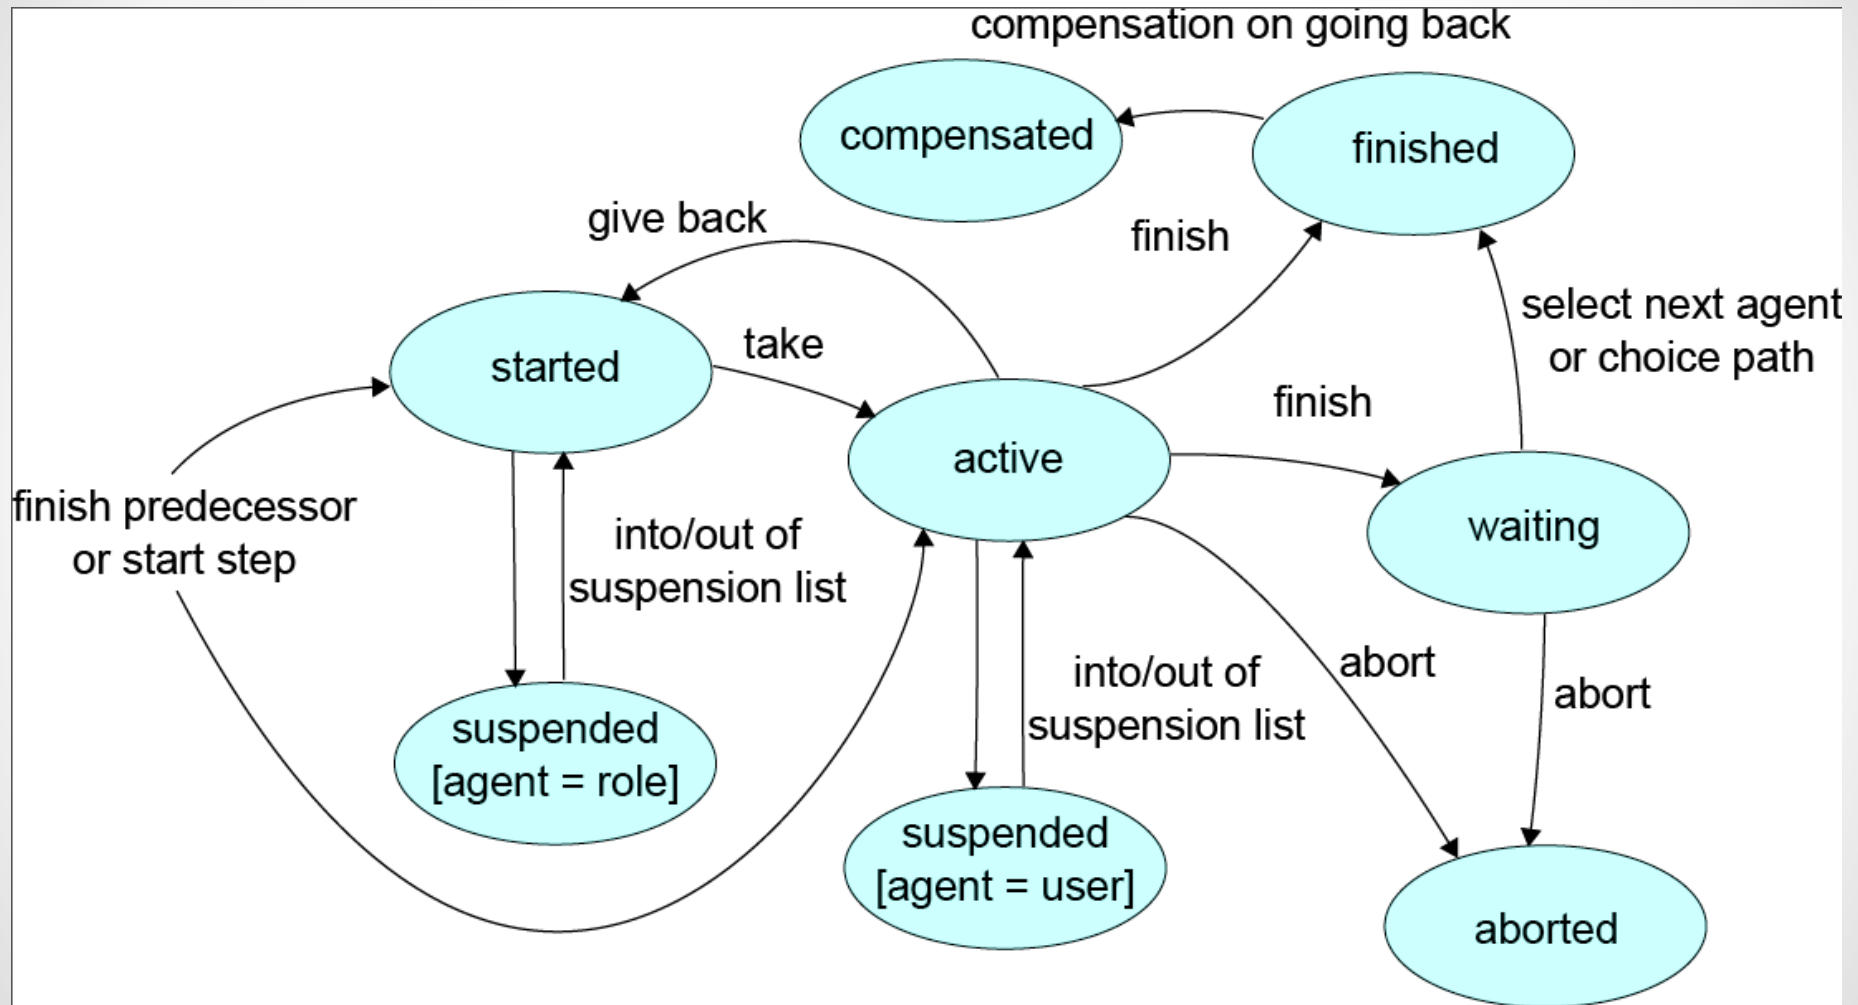 compensation on going back
compensated
finished
give back
finish
select next agent
or choice path
started
take
finish
active
finish predecessor
or start step
into/out of
suspension list
waiting
into/out of
suspension list
abort
abort
suspended
[agent = role]
suspended
[agent = user]
aborted